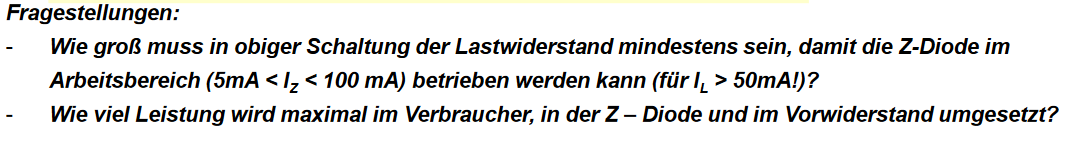 Fragestellungen:
- Wie groß muss in obiger Schaltung der Lastwiderstand mindestens sein, damit die Z-Diode im
Arbeitsbereich (5mA < IZ < 100 mA) betrieben werden kann (für IL > 50mA!)?
- Wie viel Leistung wird maximal im Verbraucher, in der Z – Diode und im Vorwiderstand umgesetzt?